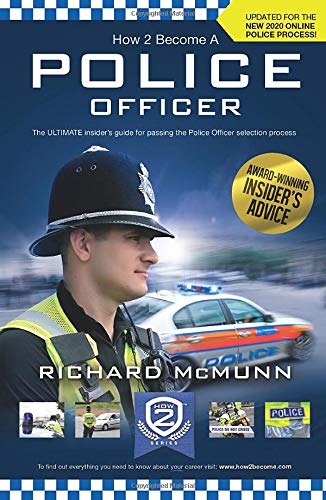 UPDATED FOR THE
NEW 2020 ONLINE
POLICE PROCESS!
How 2 Become A
POLICE
OFFICER
The ULTIMATE insider's guide for passing the Police Officer selection process
AWARD-WINNING
INSIDER'S
ADVICE
POLICE
RICHARD McMUNN
HOW
2
SERIES
POLICE DO NOT CROSS
POLICE
To find out everything you need to know about your career visit: www.how2become.com